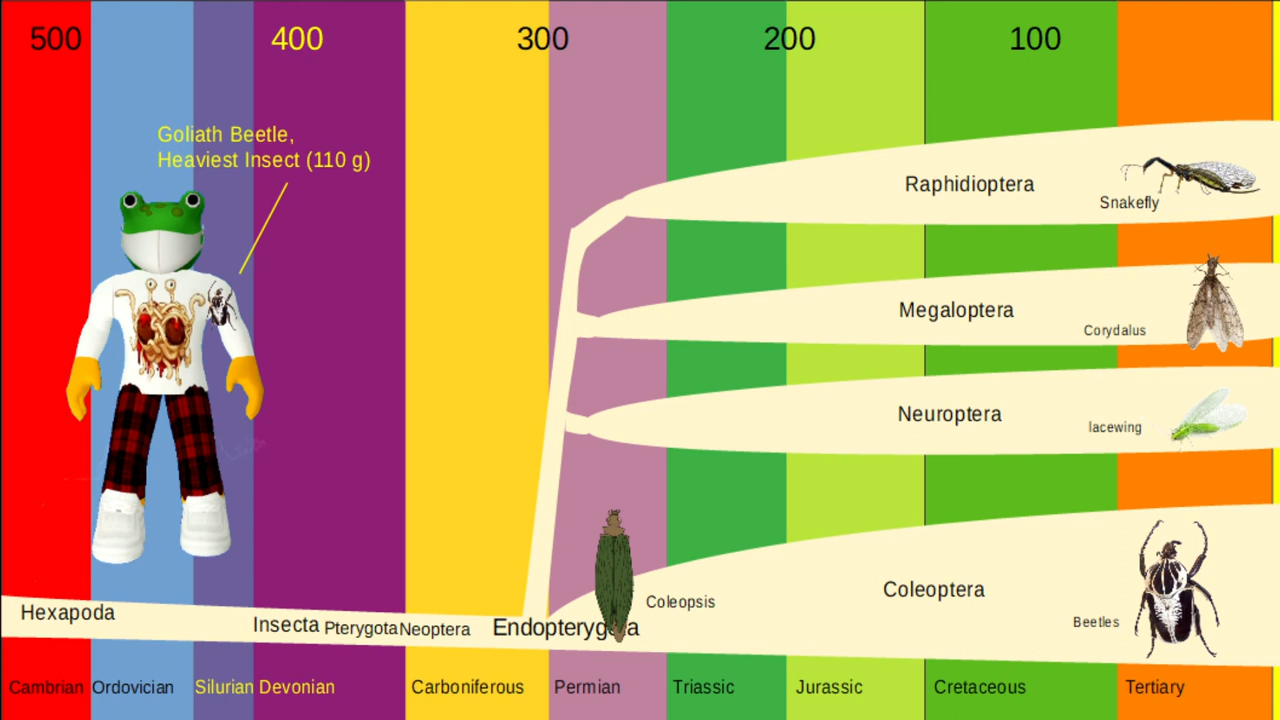 500 400 300 200 100
Goliath Beetle,
Heaviest Insect (110 g)
Raphidioptera
Snakefly
Megaloptera
Corydalus
Neuroptera
lacewing
Coleoptera
Coleopsis
Beetles
Hexapoda
Insecta Pterygota Neoptera Endopterygota
Cambrian Ordovician Silurian Devonian Carboniferous Permian Triassic Jurassic Cretaceous Tertiary